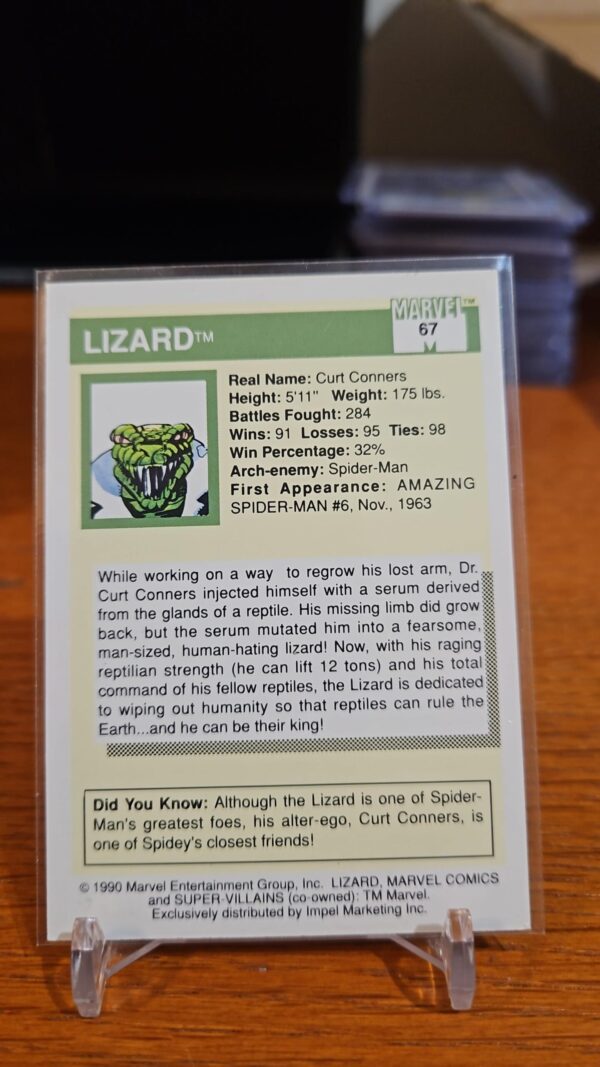 LIZARD™
MARVEL™
67
Real Name: Curt Conners
Height: 5'11" Weight: 175 lbs.
Battles Fought: 284
Wins: 91 Losses: 95 Ties: 98
Win Percentage: 32%
Arch-enemy: Spider-Man
First Appearance: AMAZING
SPIDER-MAN #6, Nov., 1963
While working on a way to regrow his lost arm, Dr.
Curt Conners injected himself with a serum derived
from the glands of a reptile. His missing limb did grow
back, but the serum mutated him into a fearsome,
man-sized, human-hating lizard! Now, with his raging
reptilian strength (he can lift 12 tons) and his total
command of his fellow reptiles, the Lizard is dedicated
to wiping out humanity so that reptiles can rule the
Earth...and he can be their king!
Did You Know: Although the Lizard is one of Spider-
Man's greatest foes, his alter-ego, Curt Conners, is
one of Spidey's closest friends!
© 1990 Marvel Entertainment Group, Inc. LIZARD, MARVEL COMICS
and SUPER-VILLAINS (co-owned): TM Marvel.
Exclusively distributed by Impel Marketing Inc.